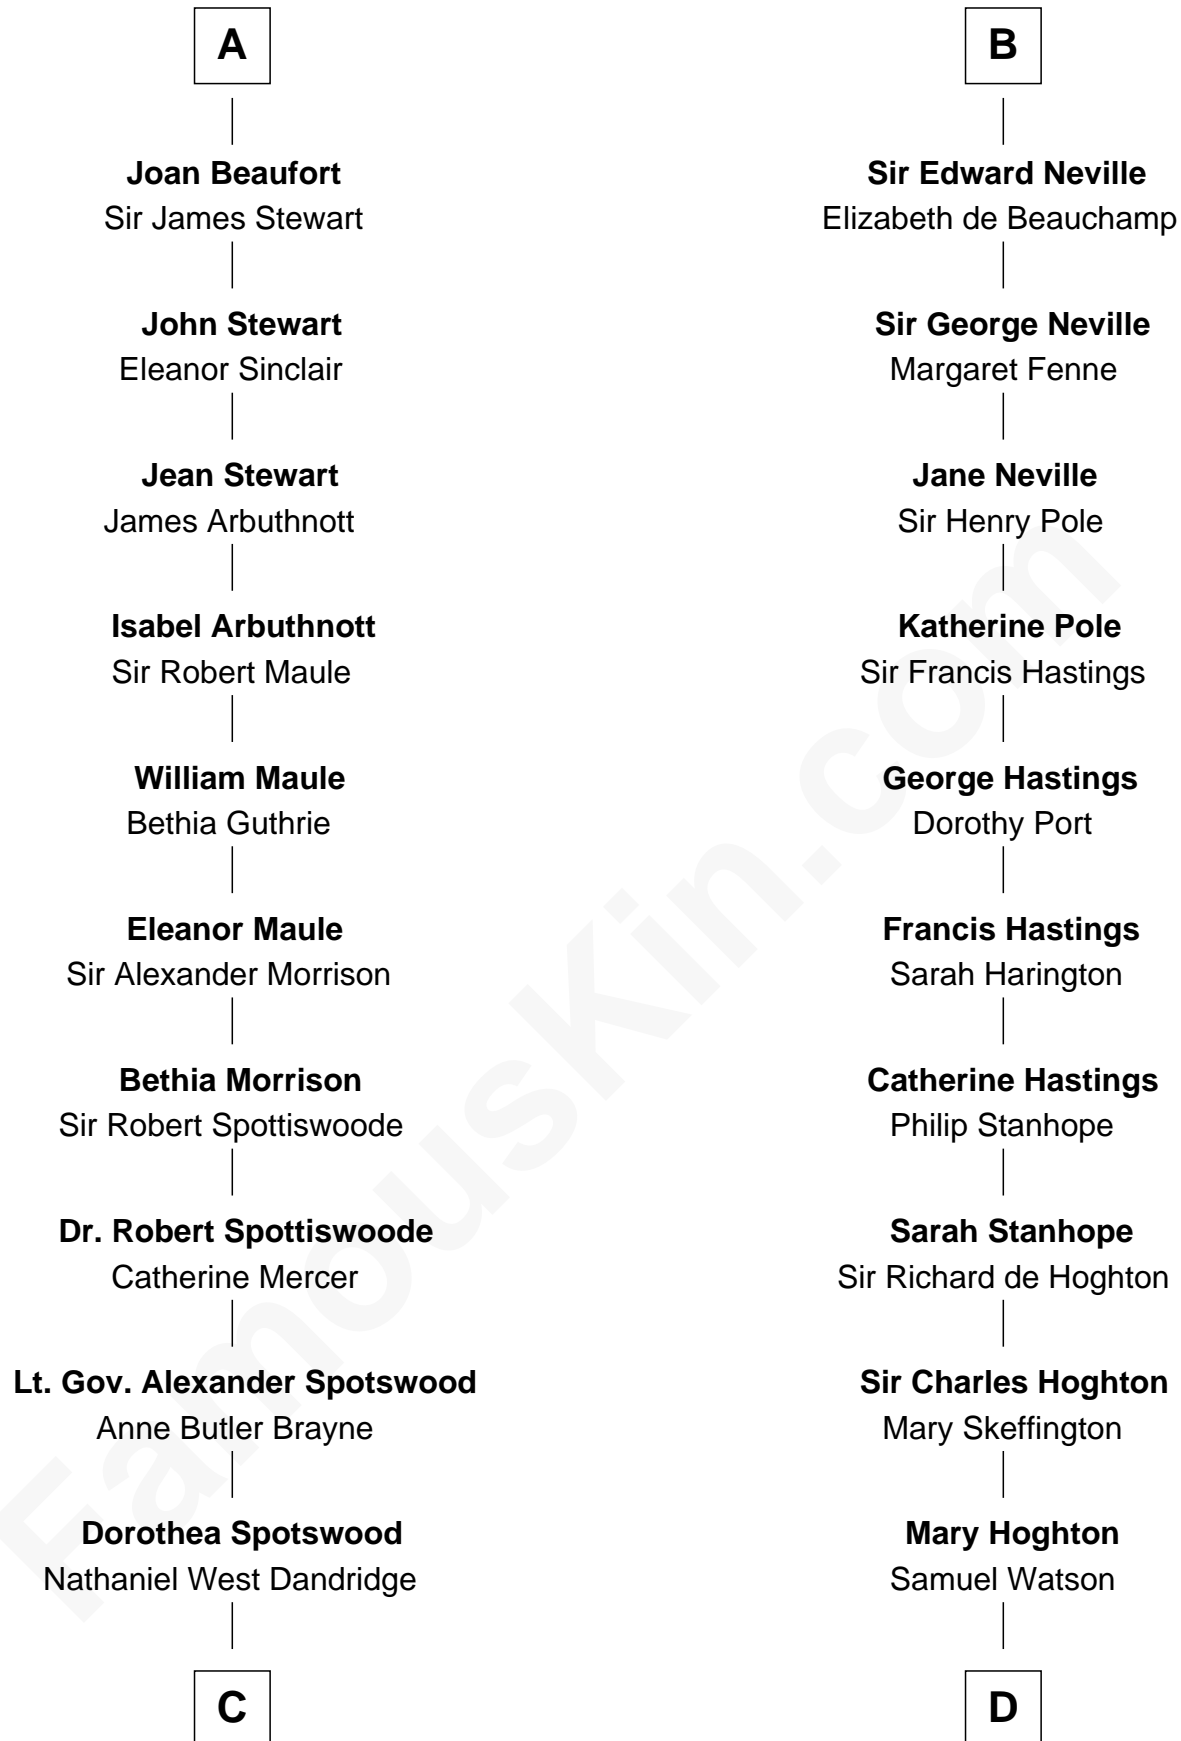 A
Joan Beaufort
Sir James Stewart
John Stewart
Eleanor Sinclair
Jean Stewart
James Arbuthnott
Isabel Arbuthnott
Sir Robert Maule
William Maule
Bethia Guthrie
Eleanor Maule
Sir Alexander Morrison
Bethia Morrison
Sir Robert Spottiswoode
Dr. Robert Spottiswoode
Catherine Mercer
Lt. Gov. Alexander Spotswood
Anne Butler Brayne
Dorothea Spotswood
Nathaniel West Dandridge
C
B
Sir Edward Neville
Elizabeth de Beauchamp
Sir George Neville
Margaret Fenne
Jane Neville
Sir Henry Pole
Katherine Pole
Sir Francis Hastings
George Hastings
Dorothy Port
Francis Hastings
Sarah Harington
Catherine Hastings
Philip Stanhope
Sarah Stanhope
Sir Richard de Hoghton
Sir Charles Hoghton
Mary Skeffington
Mary Hoghton
Samuel Watson
D
FamousKin.com